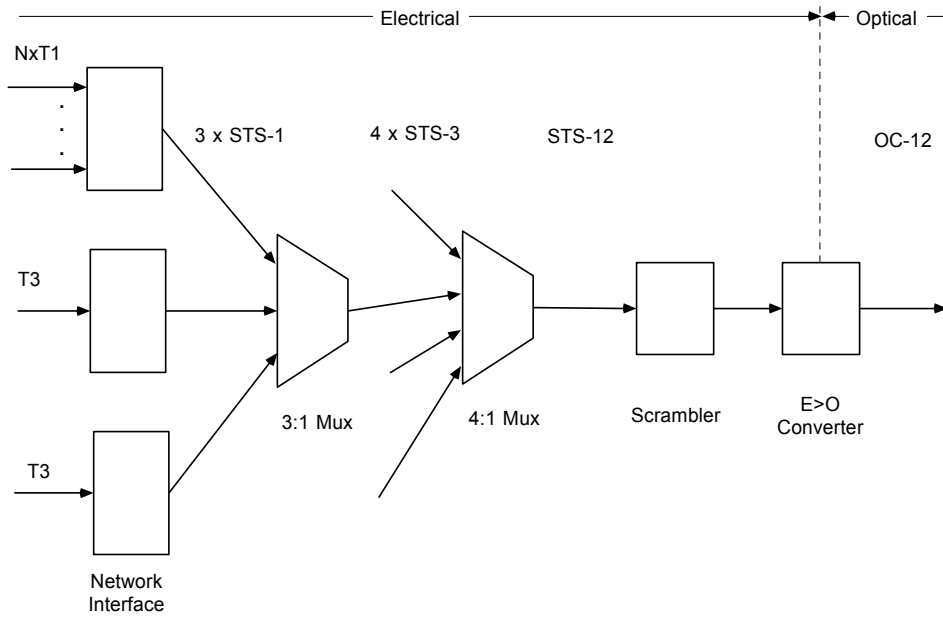 Electrical
Optical
NxT1
3 x STS-1
4 x STS-3
STS-12
OC-12
T3
3:1 Mux
4:1 Mux
Scrambler
E>O
Converter
T3
Network
Interface